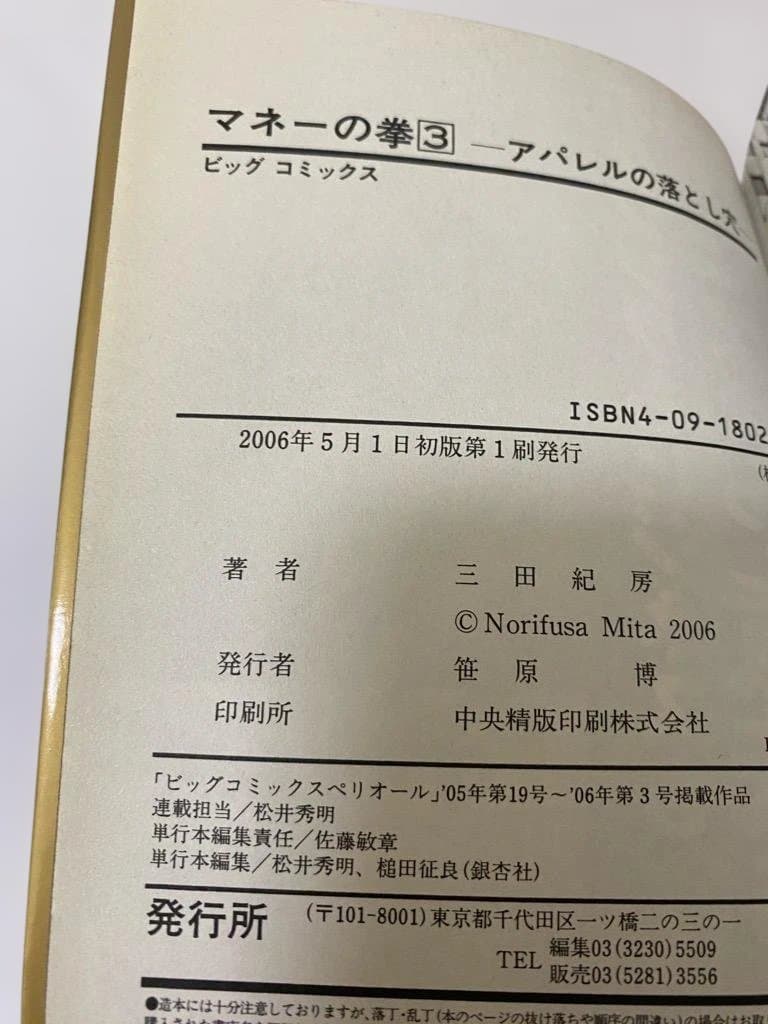 マネーの拳3 ―アパレルの落とし穴―
ビッグ コミックス
ISBN4-09-1802
2006年5月1日初版第1刷発行
著 者 三 田 紀 房
©Norifusa Mita 2006
発行者 笹 原 博
印刷所 中央精版印刷株式会社
「ビッグコミックスペリオール」'05年第19号〜'06年第3号掲載作品
連載担当/松井秀明
単行本編集責任/佐藤敏章
単行本編集/松井秀明、槌田征良(銀杏社)
発行所 (〒101-8001)東京都千代田区一ツ橋二の三の一
TEL 編集03(3230)5509
販売03(5281)3556
●造本には十分注意しておりますが、落丁・乱丁(本のページの抜け落ちや順序の間違い)の場合はお取